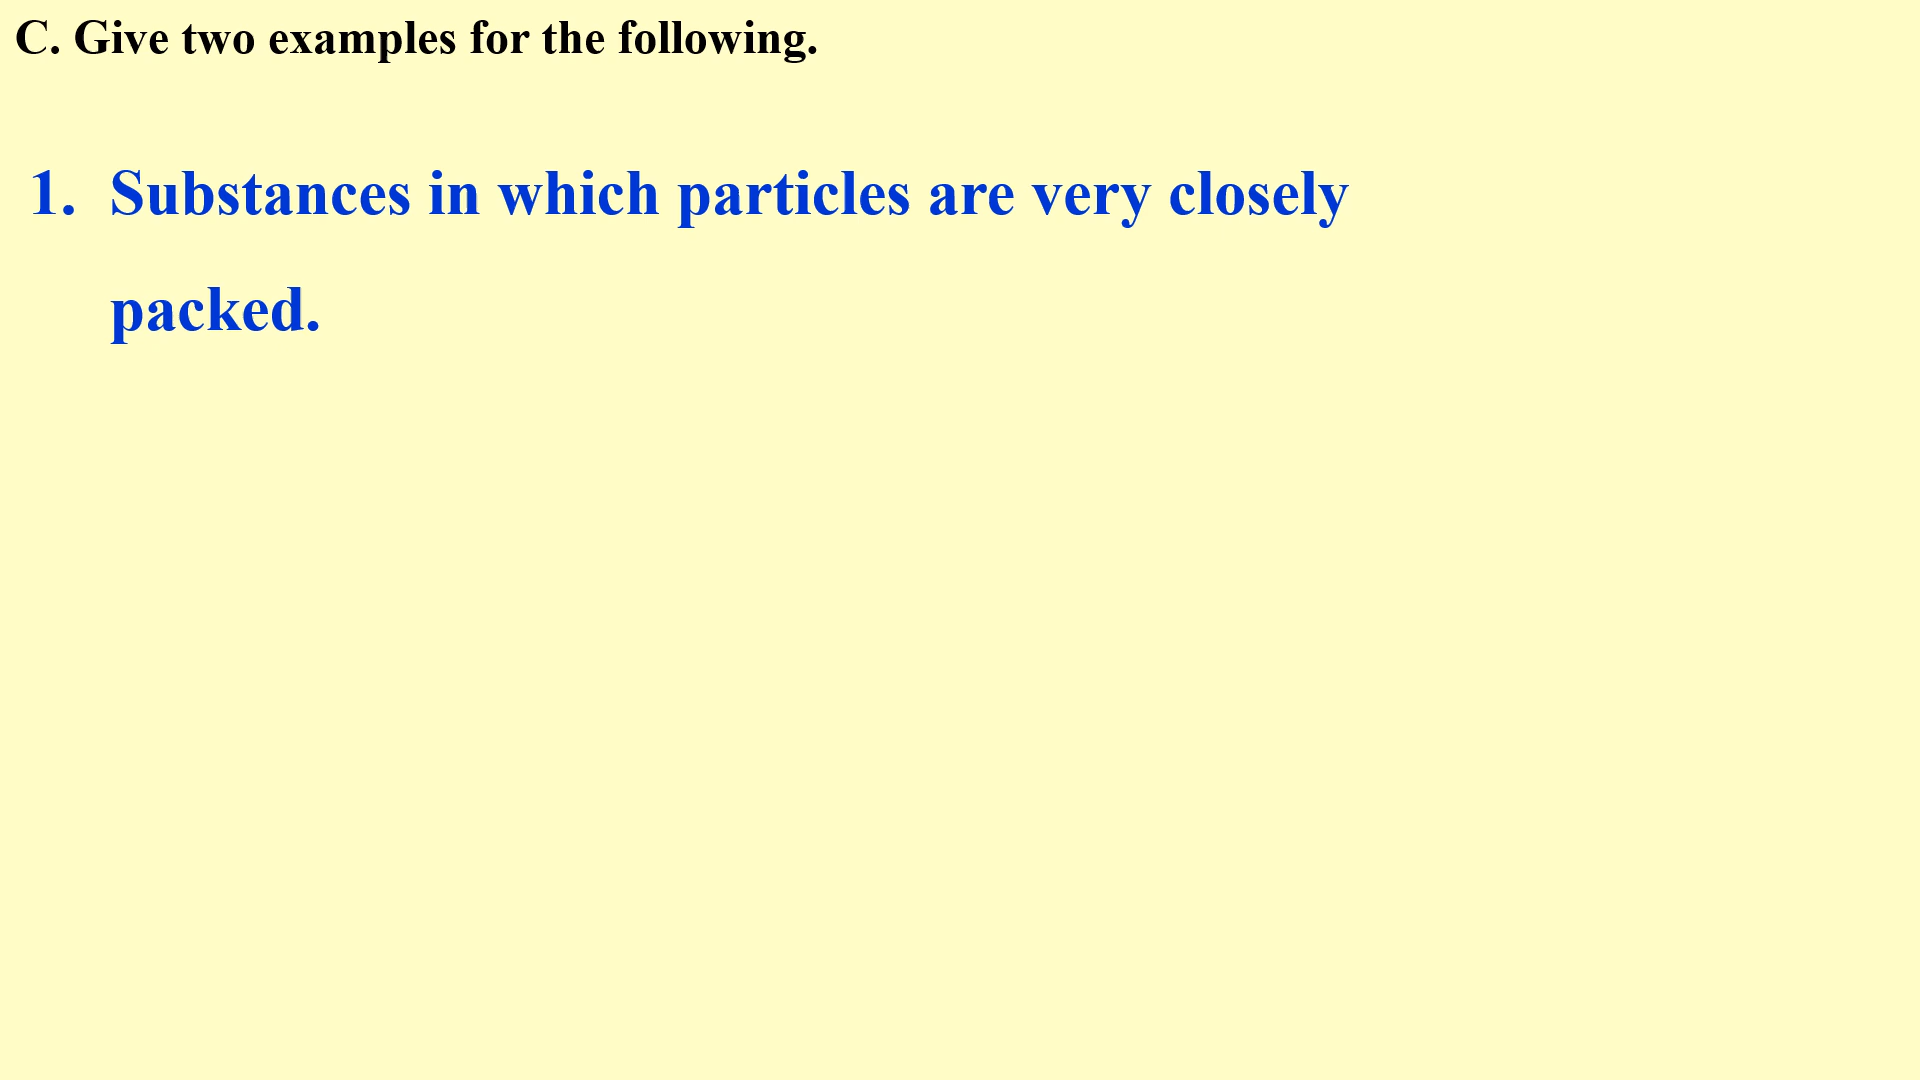 C. Give two examples for the following.
1. Substances in which particles are very closely
packed.